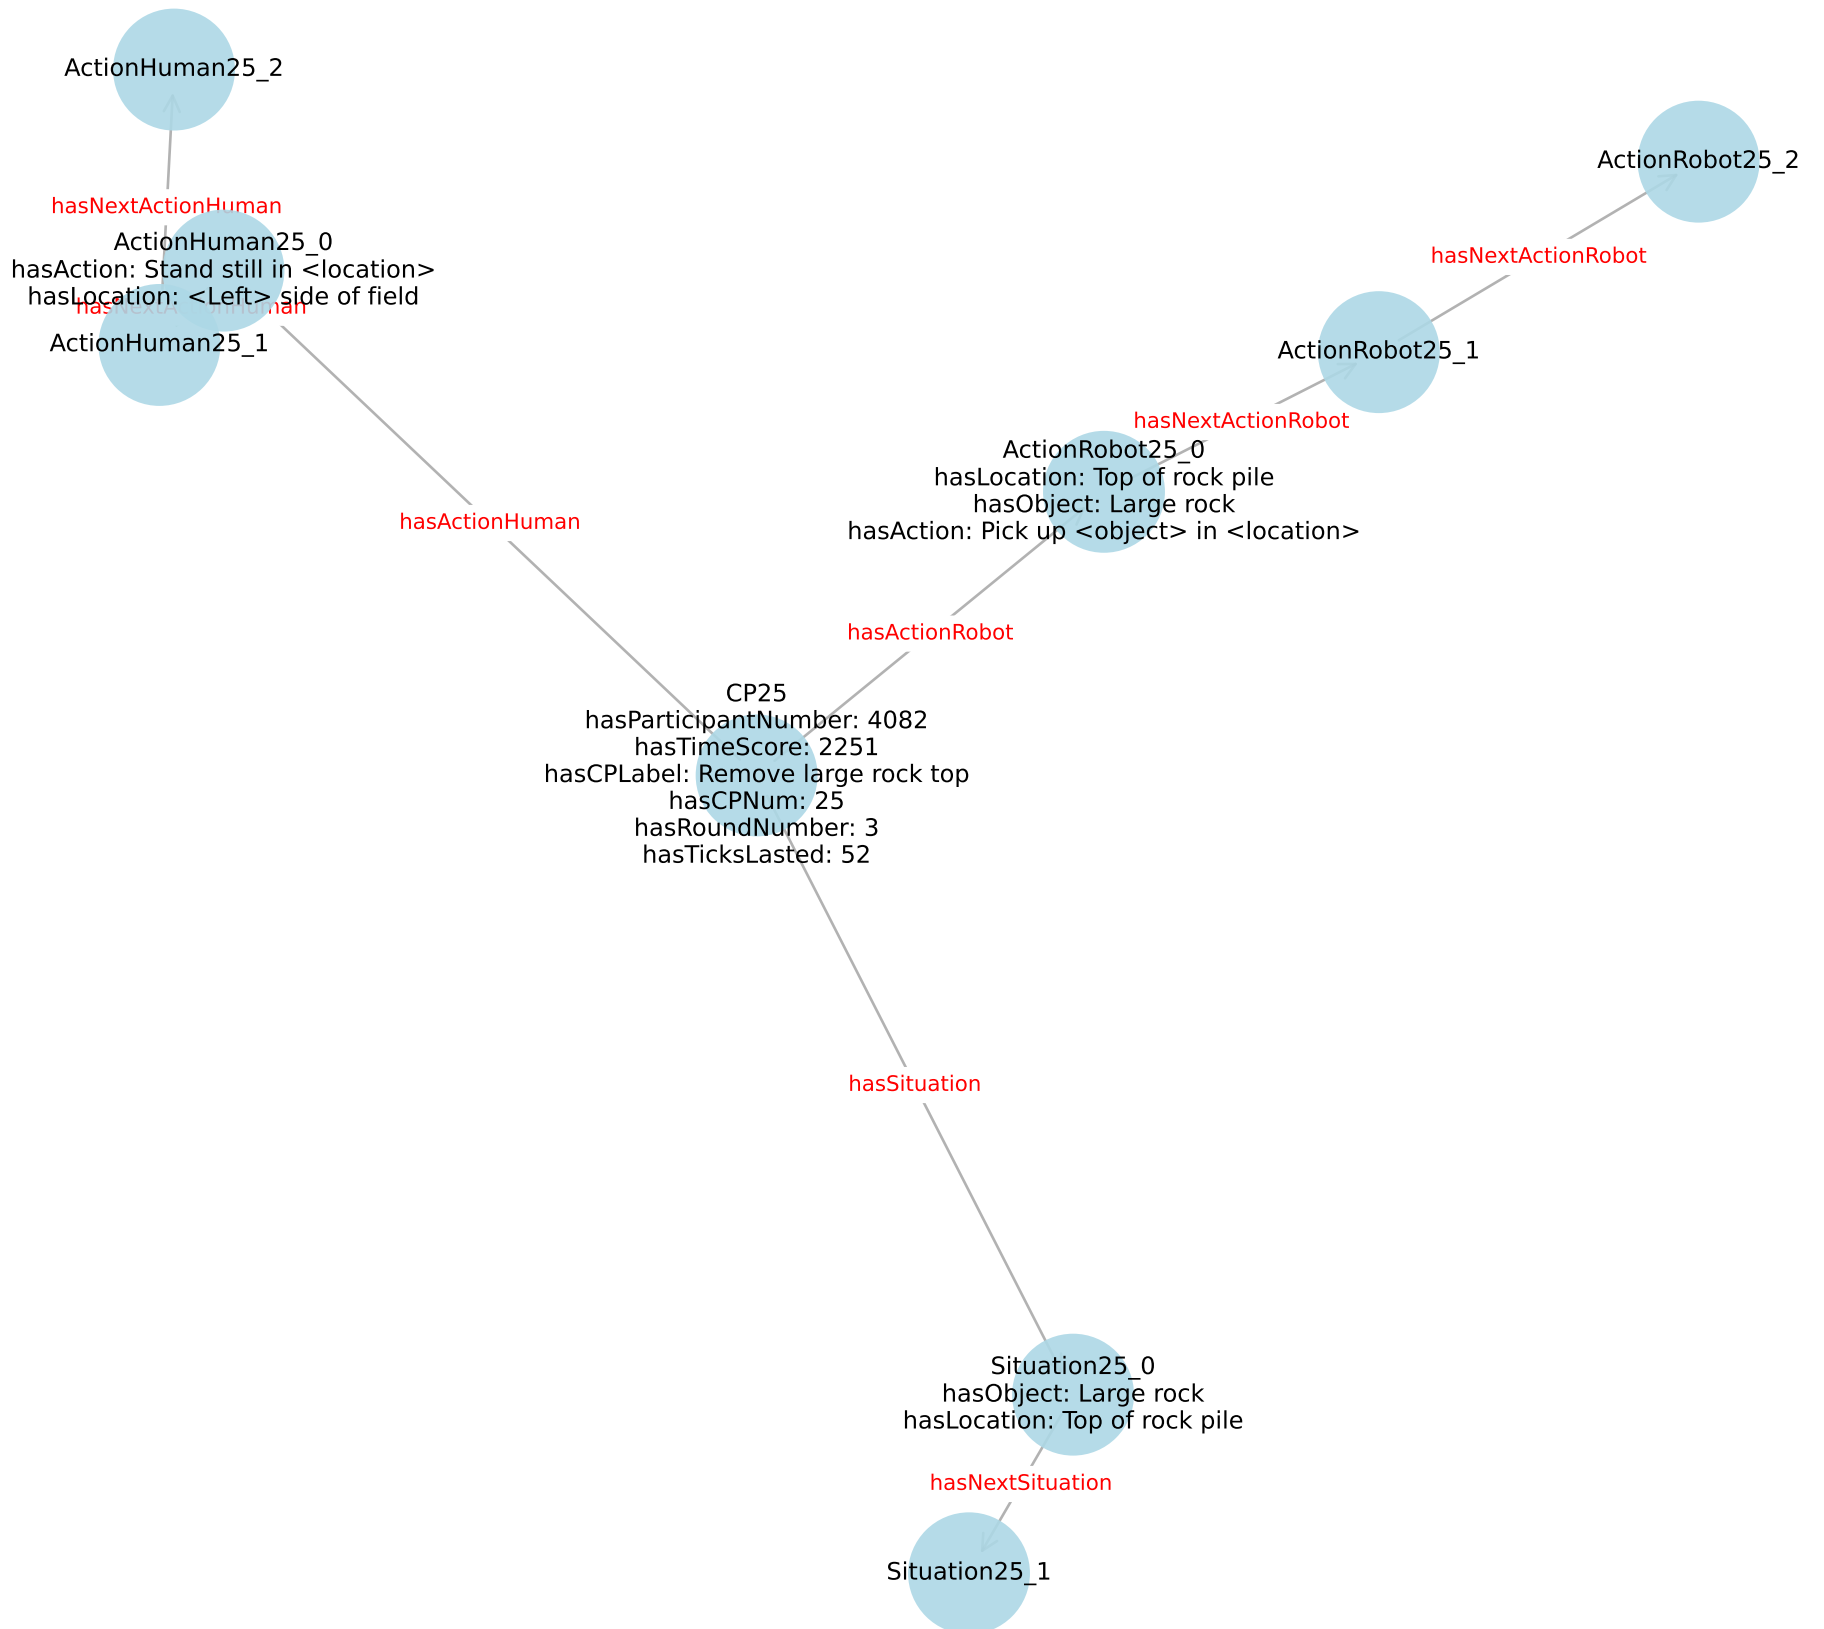 ActionHuman25_2
ActionRobot25_2
hasNextActionHuman
ActionHuman25_0
hasAction: Stand still in <location>
hasLocation: <Left> side of field
hasNextActionHuman
ActionHuman25_1
hasNextActionRobot
ActionRobot25_1
hasNextActionRobot
ActionRobot25_0
hasLocation: Top of rock pile
hasObject: Large rock
hasAction: Pick up <object> in <location>
hasActionHuman
hasActionRobot
CP25
hasParticipantNumber: 4082
hasTimeScore: 2251
hasCPLabel: Remove large rock top
hasCPNum: 25
hasRoundNumber: 3
hasTicksLasted: 52
hasSituation
Situation25_0
hasObject: Large rock
hasLocation: Top of rock pile
hasNextSituation
Situation25_1